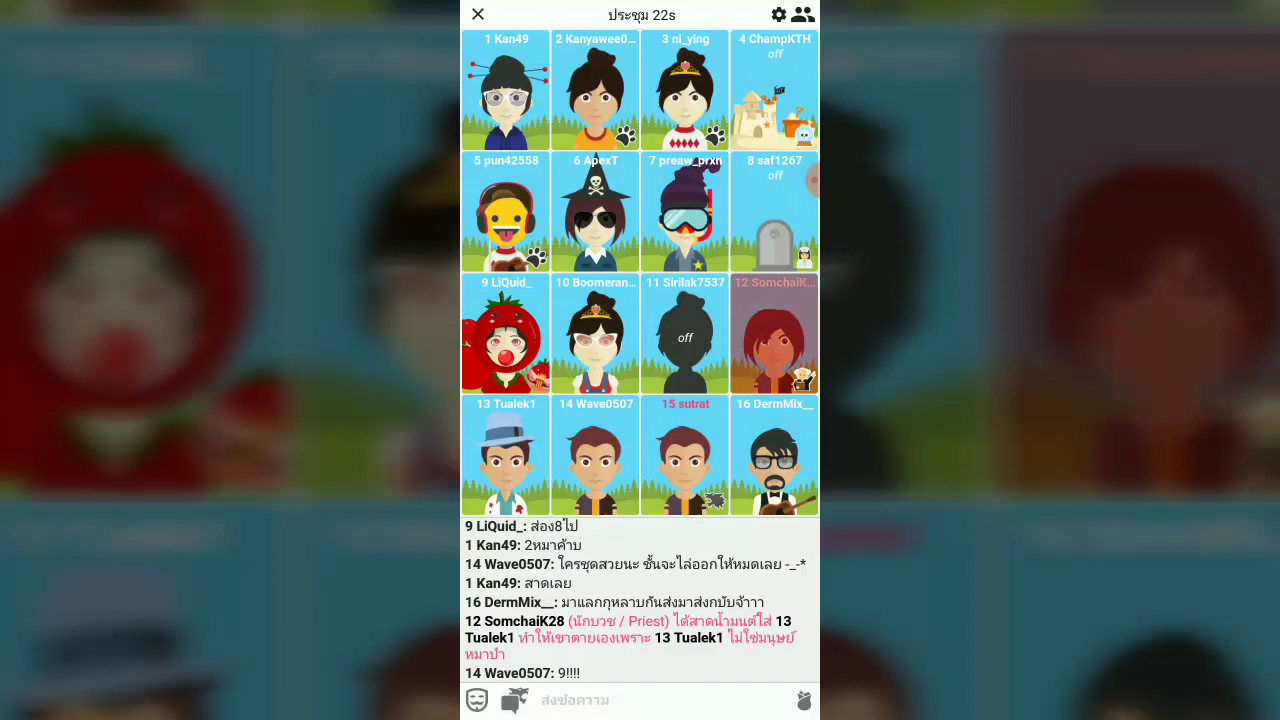 ประชุม 22s
1 Kan49
2 Kanyawee0...
3 ni_ying
4 ChampKTH
off
5 pun42558
6 ApexT
7 preaw_prxn
8 saf1267
off
9 LiQuid_
10 Boomeran...
11 Sirilak7537
off
12 SomchaiK...
13 Tualek1
14 Wave0507
15 sutrat
16 DermMix__
9 LiQuid_: ส่อง8ไป
1 Kan49: 2หมาค้าบ
14 Wave0507: ใครชุดสวยนะ ชั้นจะไล่ออกให้หมดเลย -_-*
1 Kan49: สาดเลย
16 DermMix__: มาแลกกุหลาบกันส่งมาส่งกบับจ้าาา
12 SomchaiK28 (นักบวช / Priest) ได้สาดน้ำมนต์ใส่ 13
Tualek1 ทำให้เขาตายเองเพราะ 13 Tualek1 ไม่ใช่มนุษย์
หมาป่า
14 Wave0507: 9!!!!
ส่งข้อความ